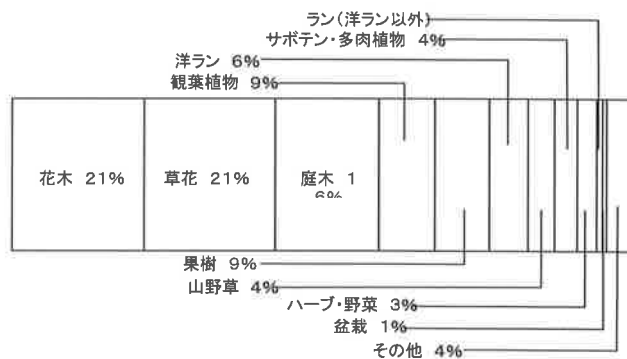 ラン(洋ラン以外)
サボテン・多肉植物 4%
洋ラン 6%
観葉植物 9%
花木 21%
草花 21%
庭木 1
6%
果樹 9%
山野草 4%
ハーブ・野菜 3%
盆栽 1%
その他 4%